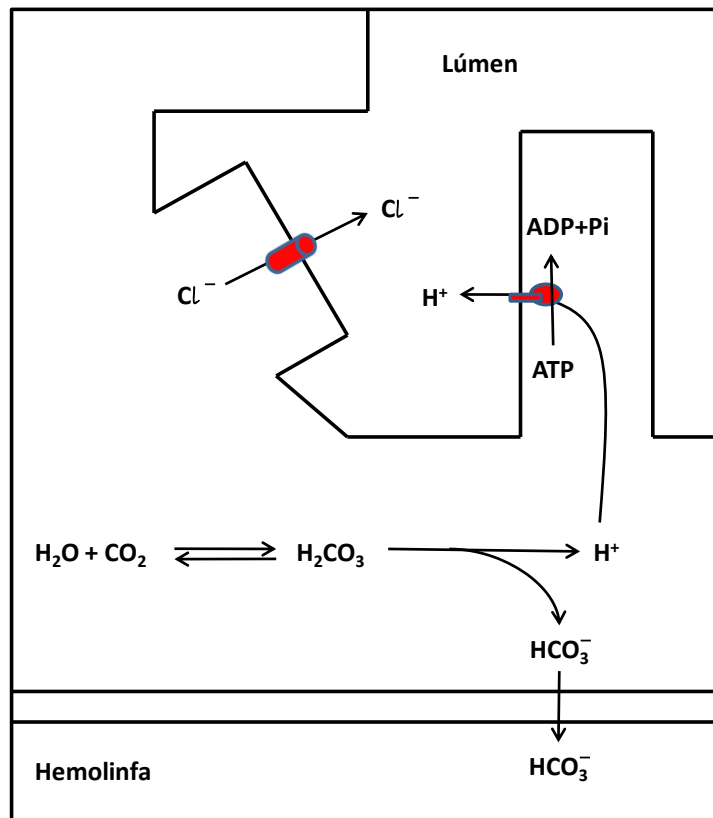 Lúmen
Cl⁻
Cl⁻
ADP+Pi
H⁺
ATP
H₂O + CO₂
H₂CO₃
H⁺
HCO₃⁻
Hemolinfa
HCO₃⁻